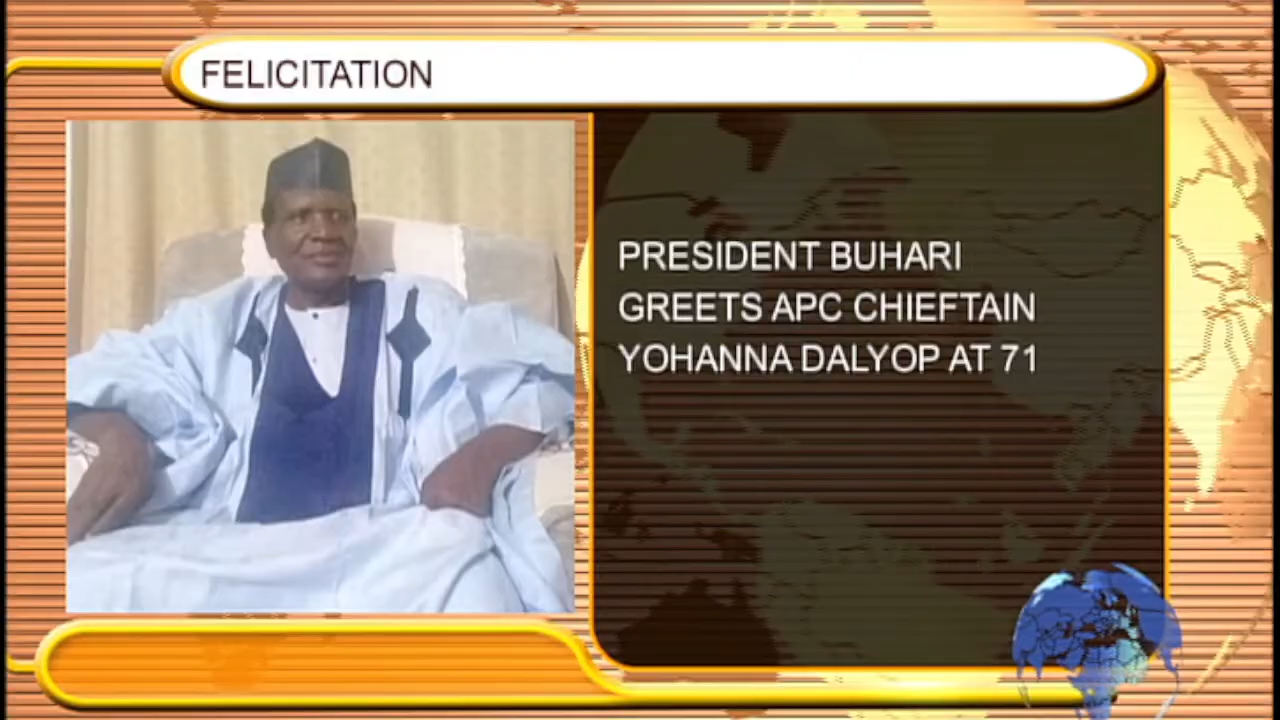 FELICITATION
PRESIDENT BUHARI
GREETS APC CHIEFTAIN
YOHANNA DALYOP AT 71